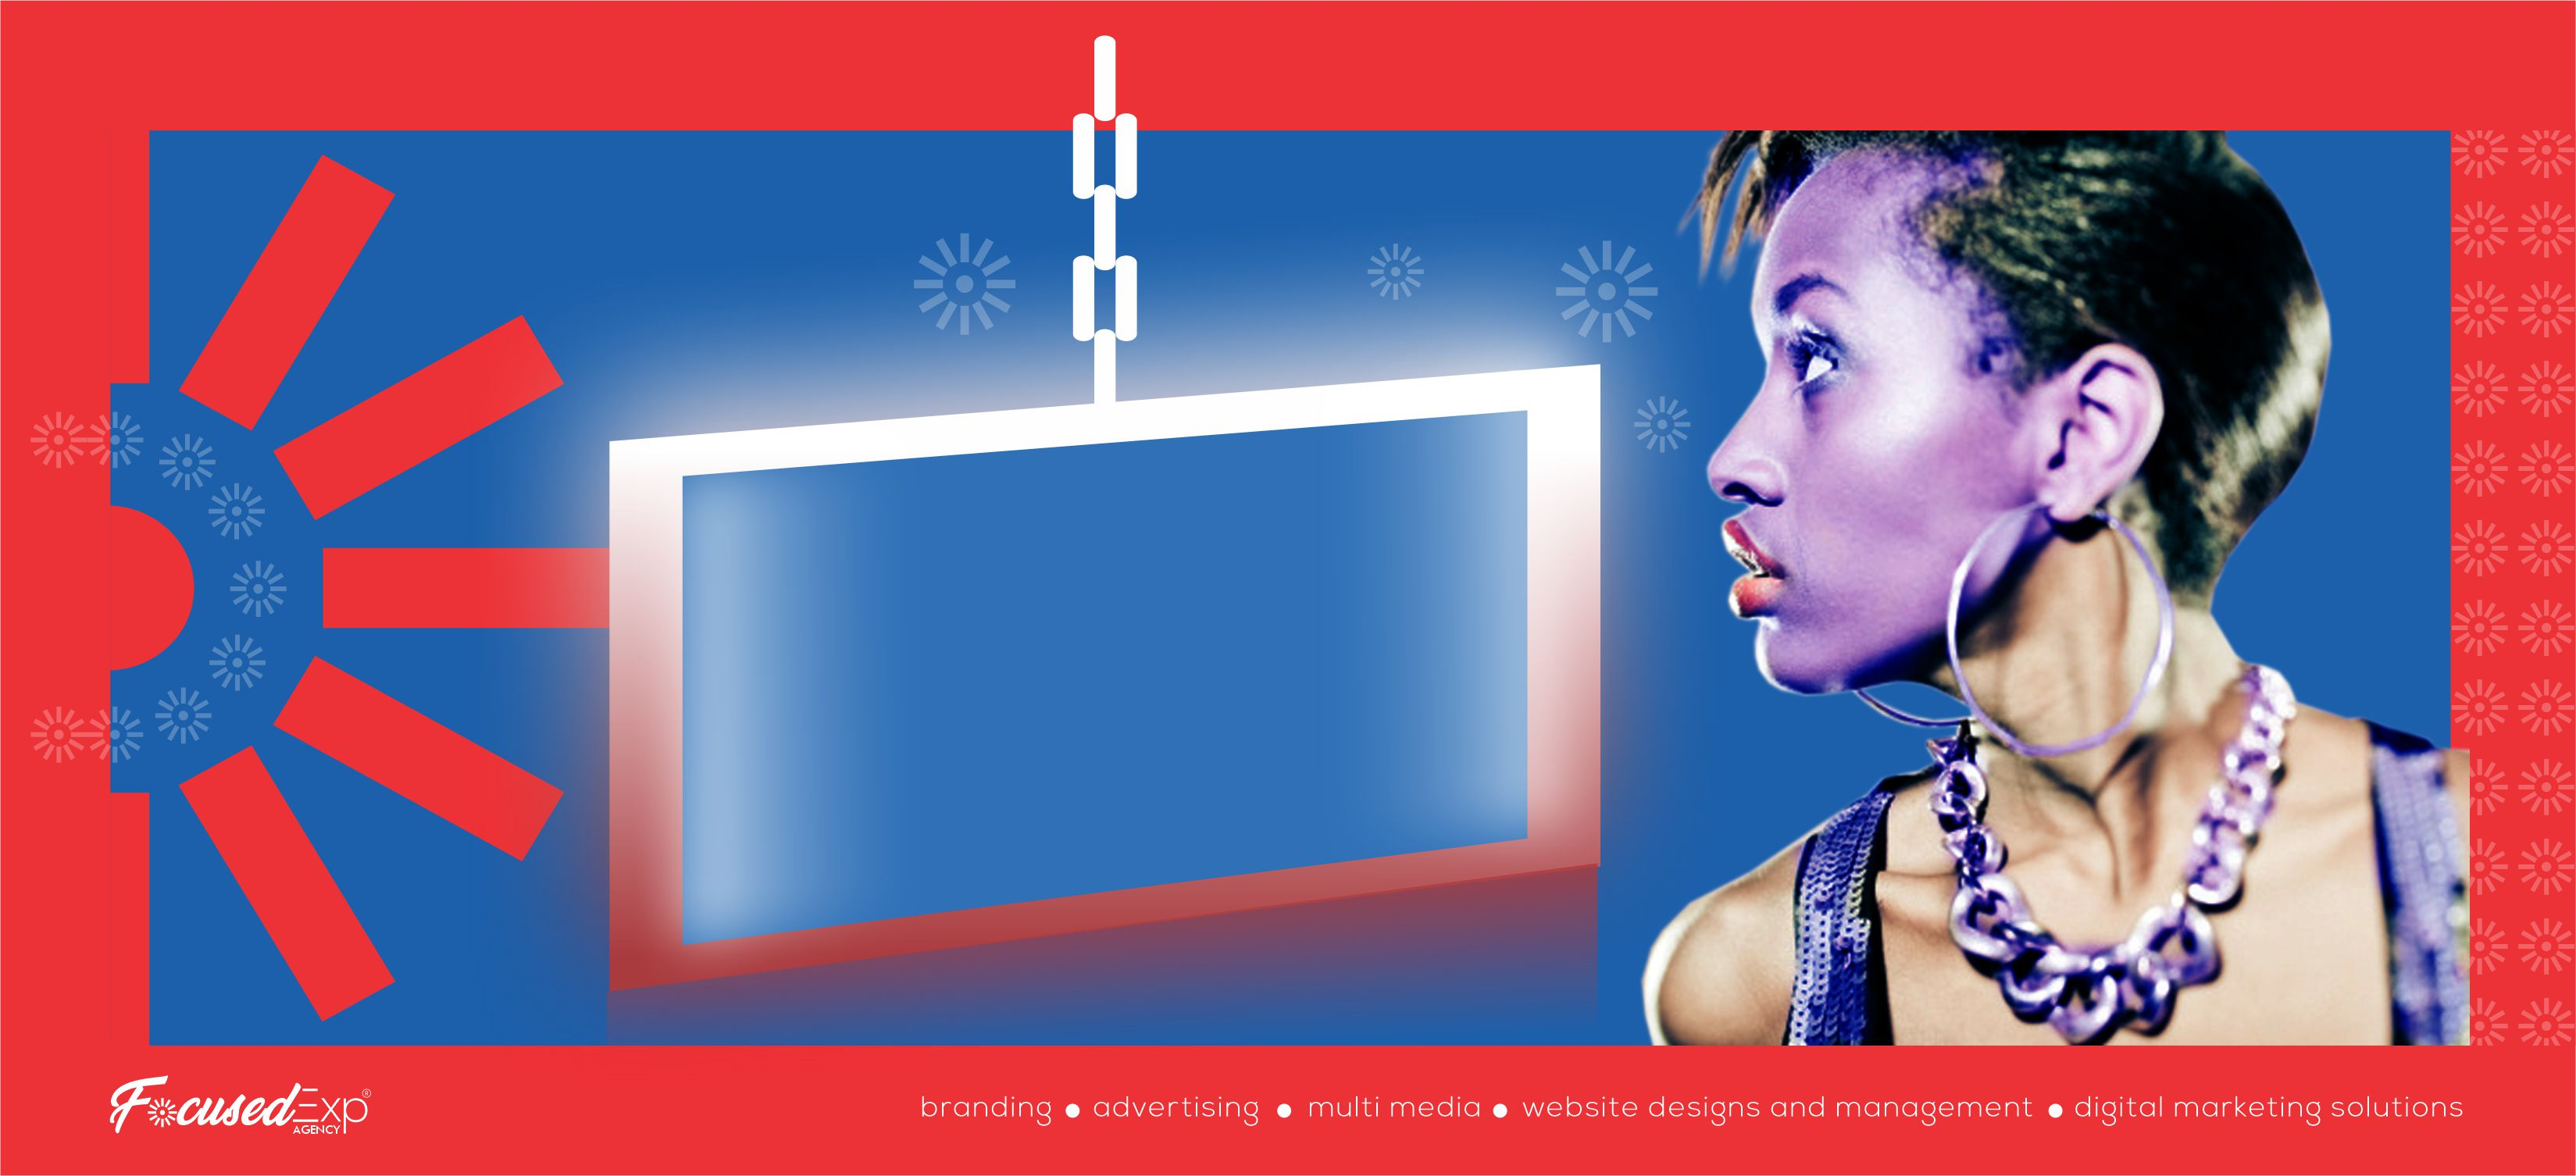 FocusedExp®
AGENCY
branding ● advertising ● multi media ● website designs and management ● digital marketing solutions